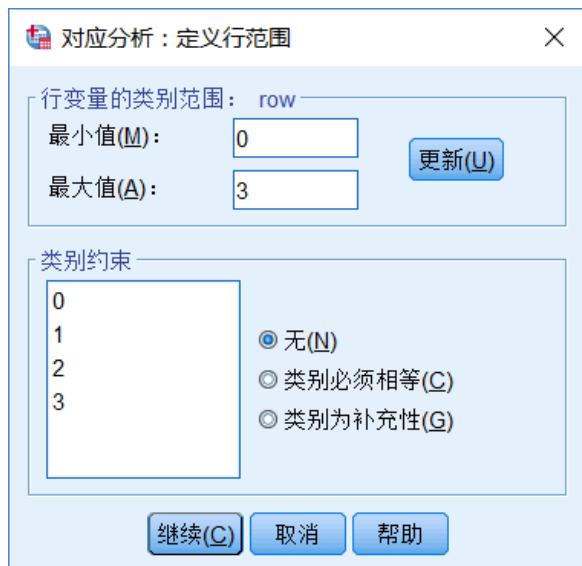 对应分析：定义行范围
行变量的类别范围： row
最小值(M)： 0
更新(U)
最大值(A)： 3
类别约束
0
1
2
3
无(N)
类别必须相等(C)
类别为补充性(G)
继续(C) 取消 帮助